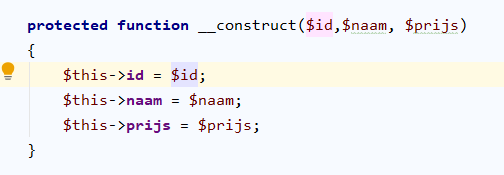 protected function __construct($id,$naam, $prijs)
{
$this->id = $id;
$this->naam = $naam;
$this->prijs = $prijs;
}